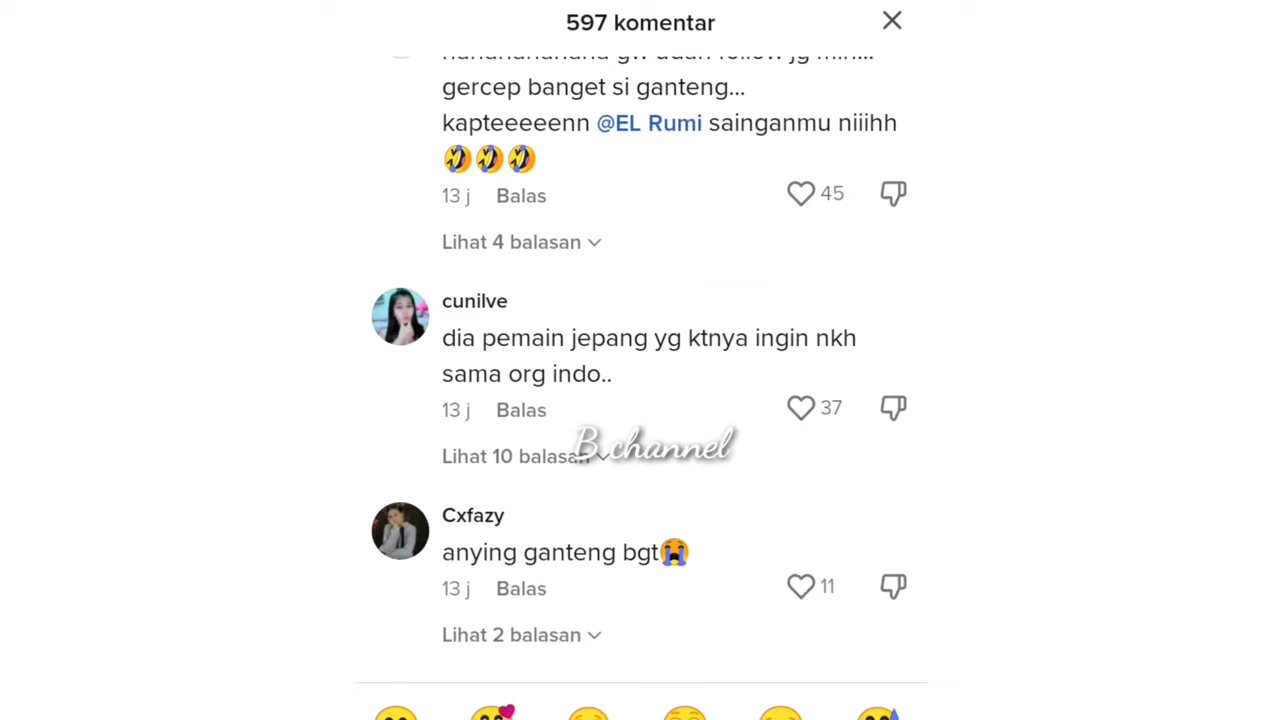 597 komentar
gercep banget si ganteng...
kapteeeeenn @EL Rumi sainganmu niiihh
🤣🤣🤣
13 j Balas 45
Lihat 4 balasan
cunilve
dia pemain jepang yg ktnya ingin nkh
sama org indo..
13 j Balas 37
B.channel
Lihat 10 balasan
Cxfazy
anying ganteng bgt😭
13 j Balas 11
Lihat 2 balasan